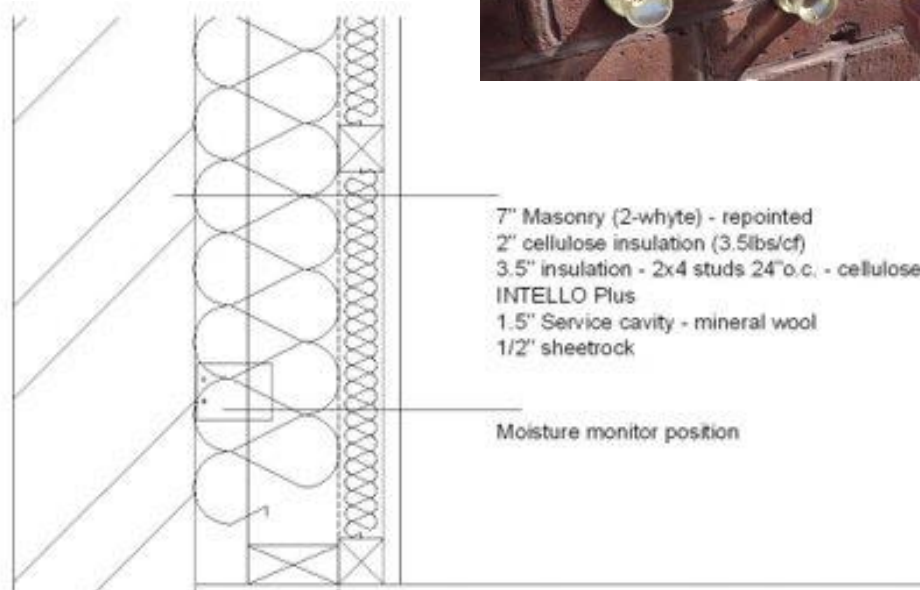 7" Masonry (2-whyte) - repointed
2" cellulose insulation (3.5lbs/cf)
3.5" insulation - 2x4 studs 24"o.c. - cellulose
INTELLO Plus
1.5" Service cavity - mineral wool
1/2" sheetrock
Moisture monitor position